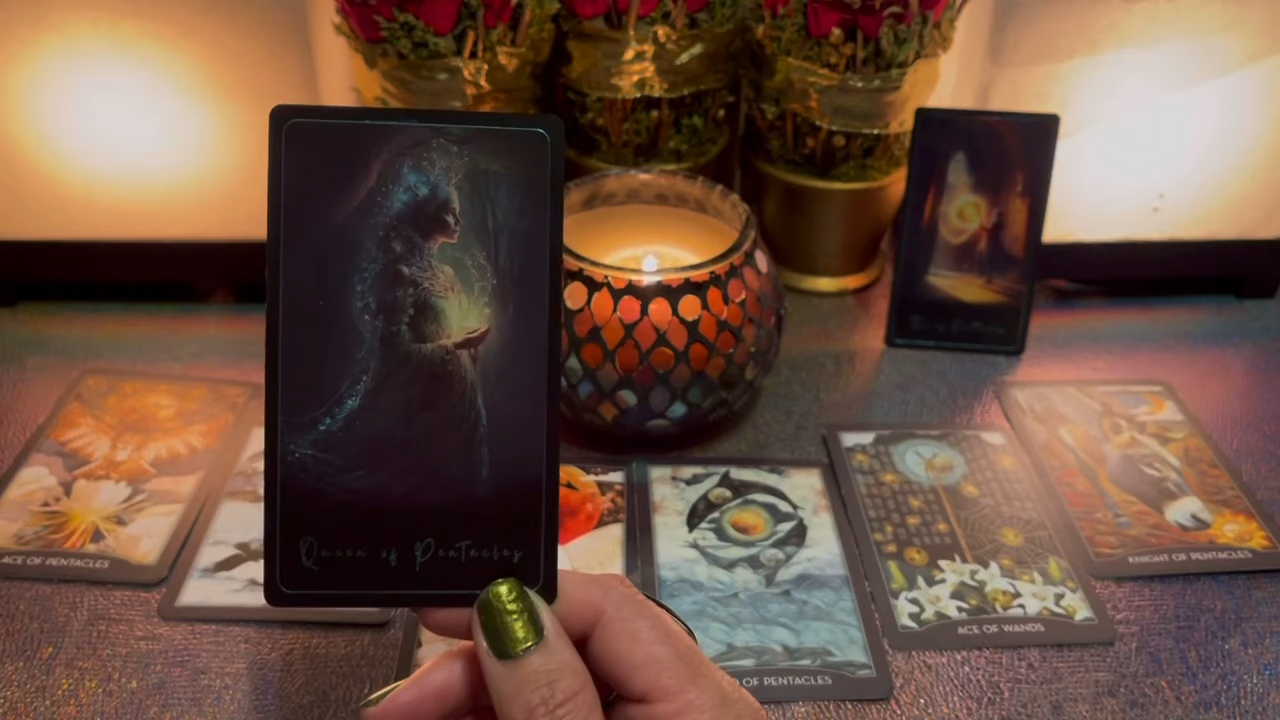 Queen of Pentacles
ACE OF PENTACLES
O OF PENTACLES
ACE OF WANDS
KNIGHT OF PENTACLES